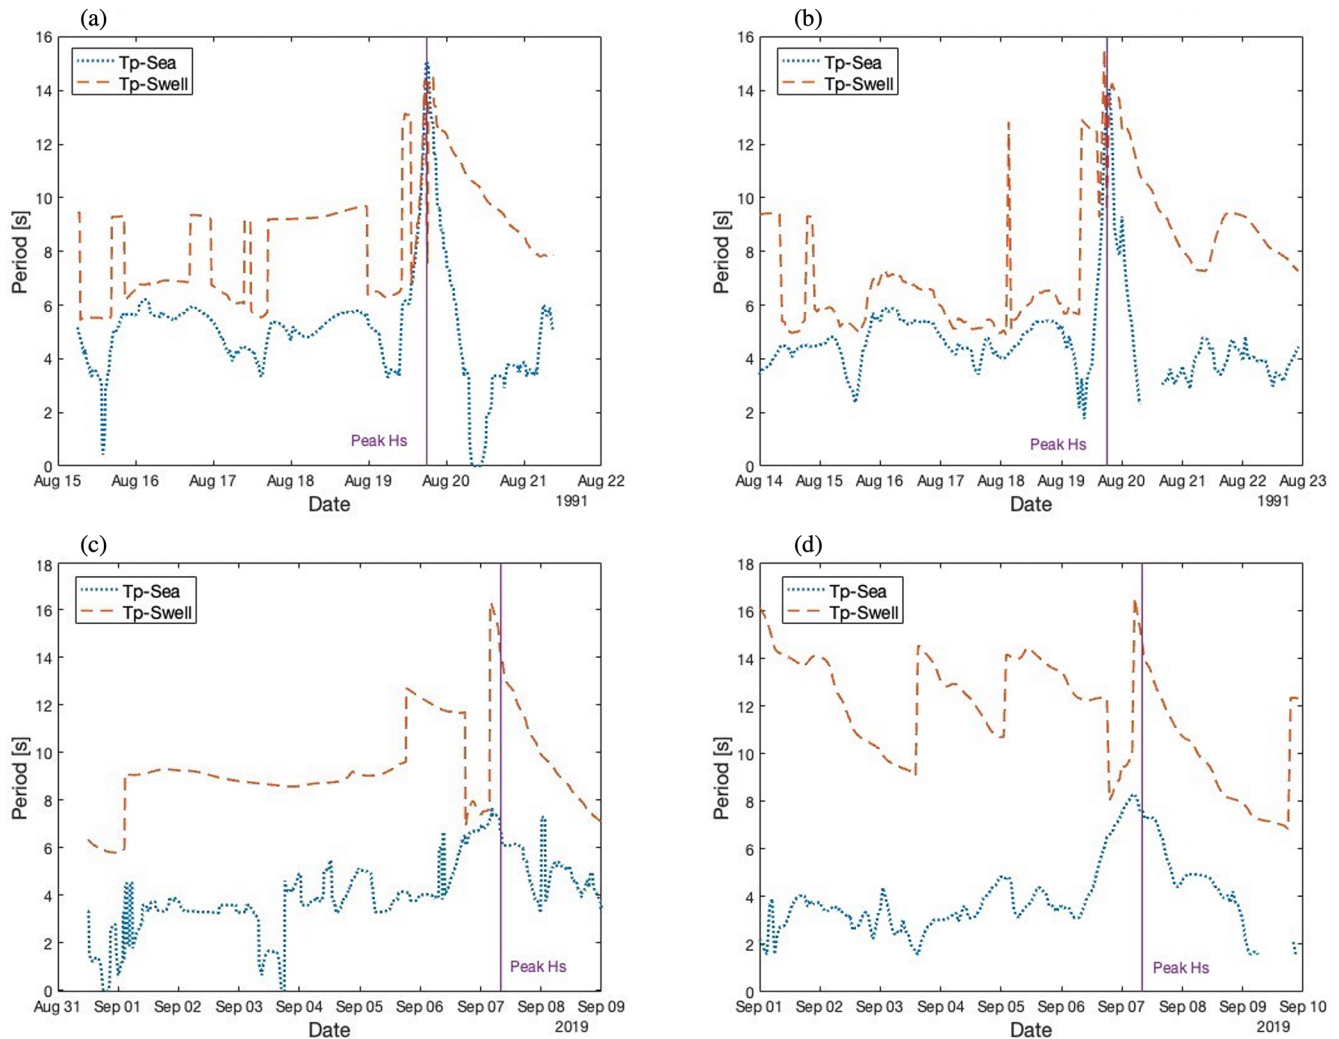 (a)
16
14
12
10
8
6
4
2
0
Period [s]
Tp-Sea
Tp-Swell
Peak Hs
Aug 15 Aug 16 Aug 17 Aug 18 Aug 19 Aug 20 Aug 21 Aug 22
Date
1991
(b)
16
14
12
10
8
6
4
2
0
Period [s]
Tp-Sea
Tp-Swell
Peak Hs
Aug 14 Aug 15 Aug 16 Aug 17 Aug 18 Aug 19 Aug 20 Aug 21 Aug 22 Aug 23
Date
1991
(c)
18
16
14
12
10
8
6
4
2
0
Period [s]
Tp-Sea
Tp-Swell
Peak Hs
Aug 31 Sep 01 Sep 02 Sep 03 Sep 04 Sep 05 Sep 06 Sep 07 Sep 08 Sep 09
Date
2019
(d)
18
16
14
12
10
8
6
4
2
0
Period [s]
Tp-Sea
Tp-Swell
Peak Hs
Sep 01 Sep 02 Sep 03 Sep 04 Sep 05 Sep 06 Sep 07 Sep 08 Sep 09 Sep 10
Date
2019